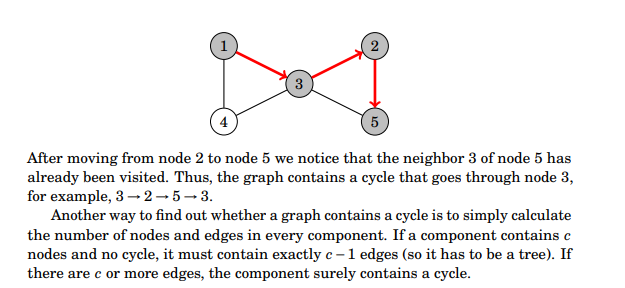 1
2
3
4
5
After moving from node 2 to node 5 we notice that the neighbor 3 of node 5 has
already been visited. Thus, the graph contains a cycle that goes through node 3,
for example, 3 → 2 → 5 → 3.
Another way to find out whether a graph contains a cycle is to simply calculate
the number of nodes and edges in every component. If a component contains c
nodes and no cycle, it must contain exactly c − 1 edges (so it has to be a tree). If
there are c or more edges, the component surely contains a cycle.